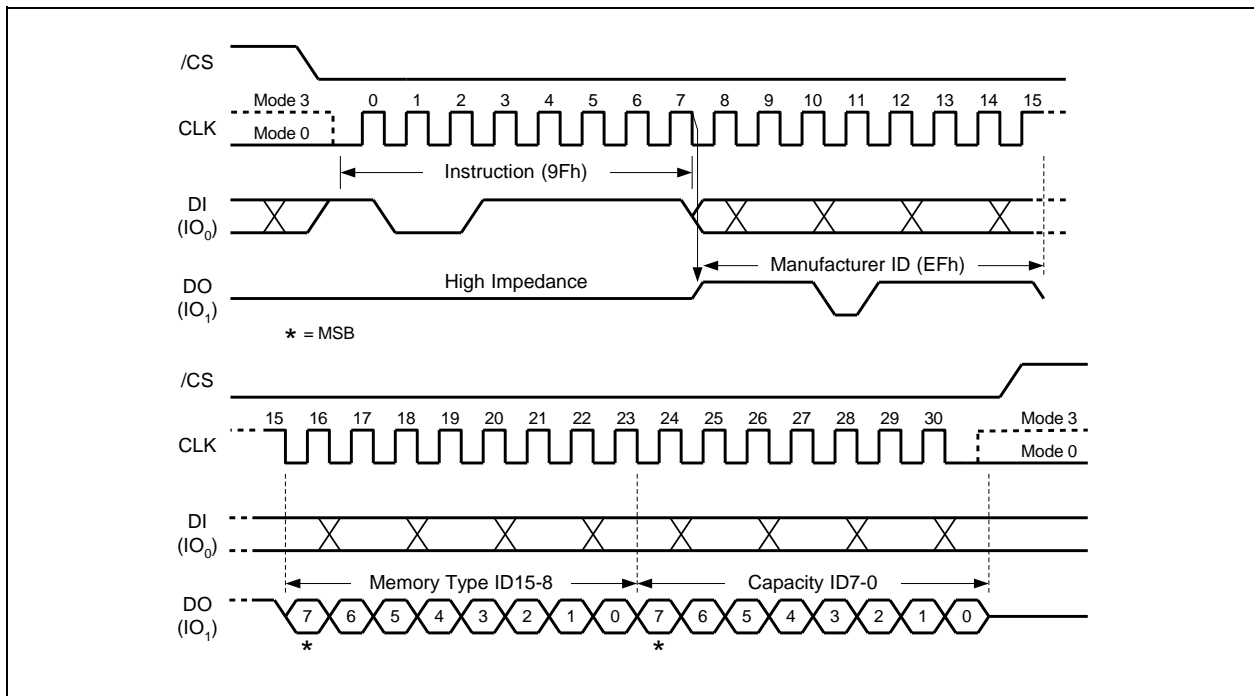 /CS
Mode 3 0 1 2 3 4 5 6 7 8 9 10 11 12 13 14 15
CLK
Mode 0
Instruction (9Fh)
DI
(IO0)
Manufacturer ID (EFh)
High Impedance
DO
(IO1)
* = MSB
/CS
15 16 17 18 19 20 21 22 23 24 25 26 27 28 29 30 Mode 3
CLK
Mode 0
DI
(IO0)
Memory Type ID15-8 Capacity ID7-0
DO
(IO1)
7 6 5 4 3 2 1 0 7 6 5 4 3 2 1 0
* *